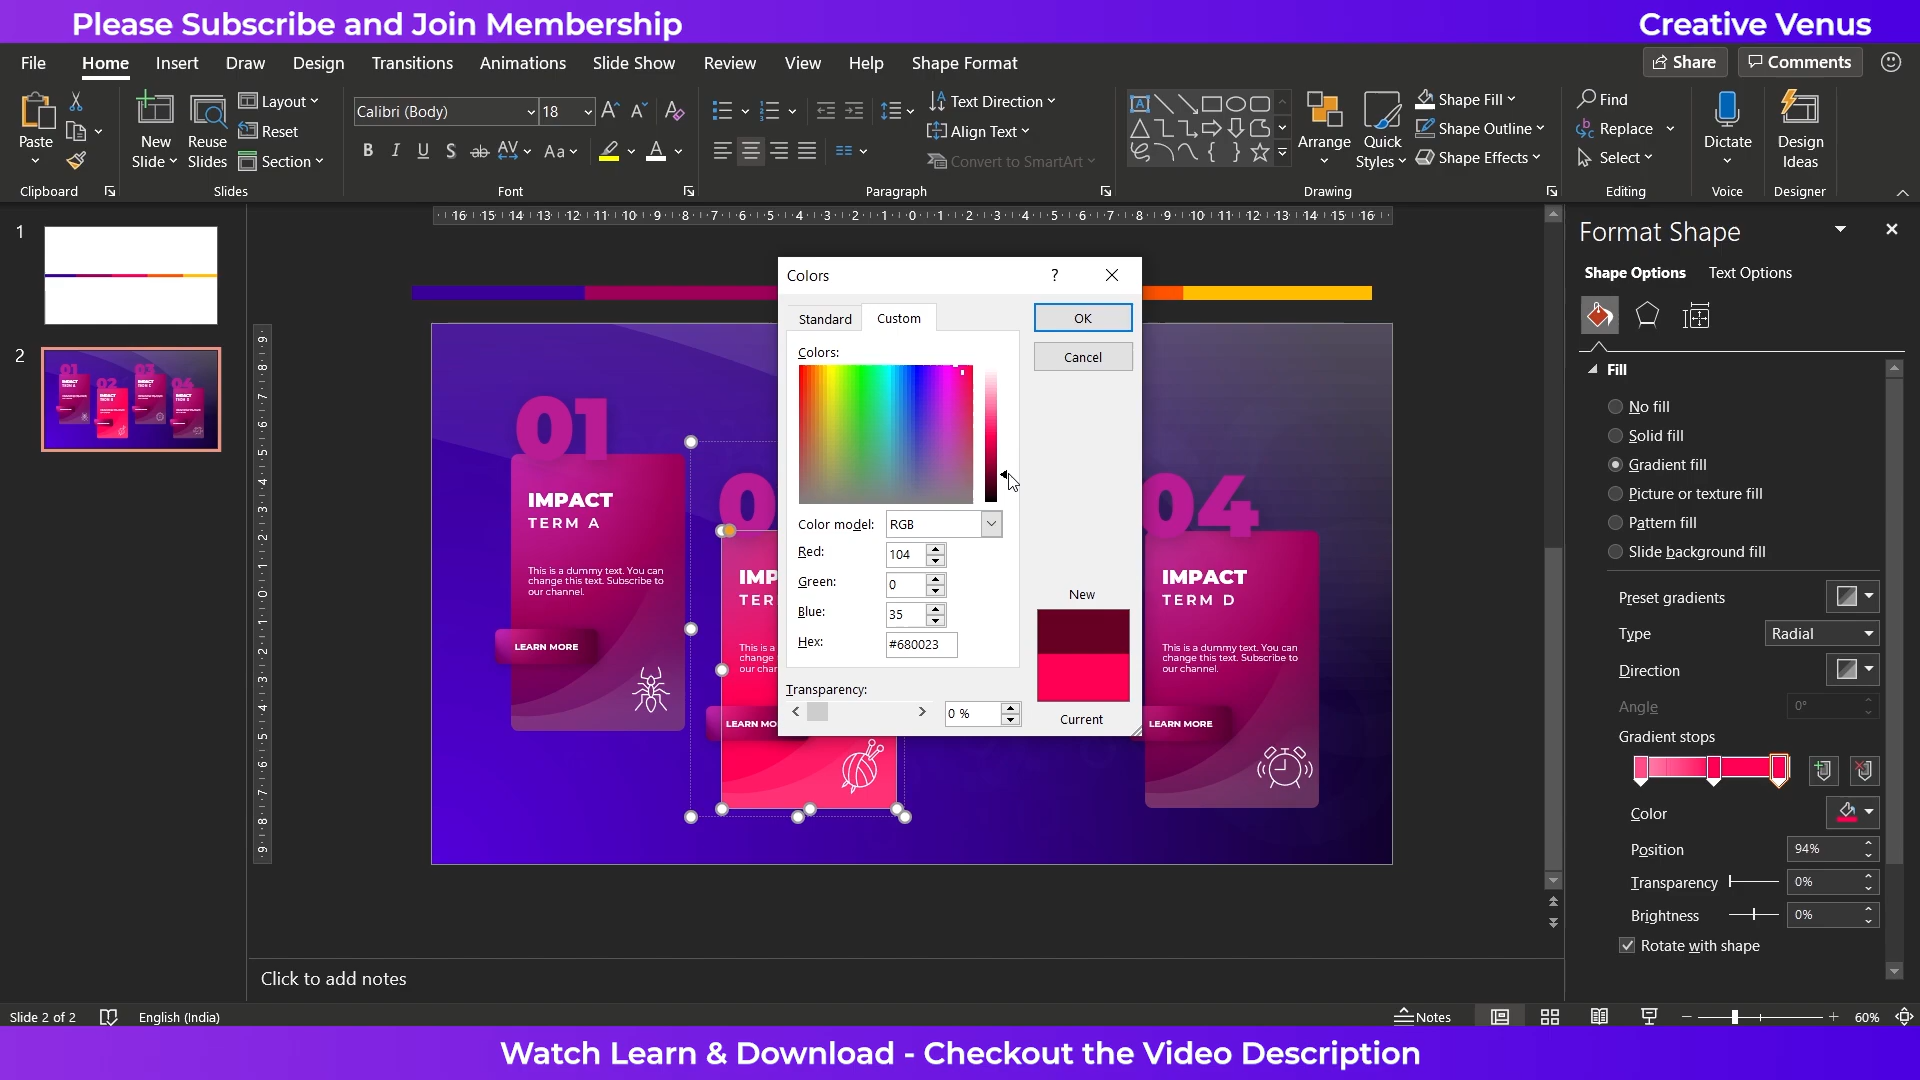 Please Subscribe and Join Membership
Creative Venus
File Home Insert Draw Design Transitions Animations Slide Show Review View Help Shape Format
Share Comments
Paste
New Slide
Reuse Slides
Layout
Reset
Section
Calibri (Body) 18
Text Direction
Align Text
Convert to SmartArt
Arrange
Quick Styles
Shape Fill
Shape Outline
Shape Effects
Find
Replace
Select
Dictate
Design Ideas
Clipboard Slides Font Paragraph Drawing Editing Voice Designer
1
2
01
IMPACT
TERM A
This is a dummy text. You can
change this text. Subscribe to
our channel.
LEARN MORE
04
IMPACT
TERM D
This is a dummy text. You can
change this text. Subscribe to
our channel.
LEARN MORE
Colors
?
Standard Custom
OK
Cancel
Colors:
Color model: RGB
Red: 104
Green: 0
Blue: 35
Hex: #680023
Transparency:
0 %
New
Current
Format Shape
Shape Options Text Options
Fill
No fill
Solid fill
Gradient fill
Picture or texture fill
Pattern fill
Slide background fill
Preset gradients
Type Radial
Direction
Angle 0°
Gradient stops
Color
Position 94%
Transparency 0%
Brightness 0%
Rotate with shape
Click to add notes
Slide 2 of 2 English (India)
Notes 60%
Watch Learn & Download - Checkout the Video Description